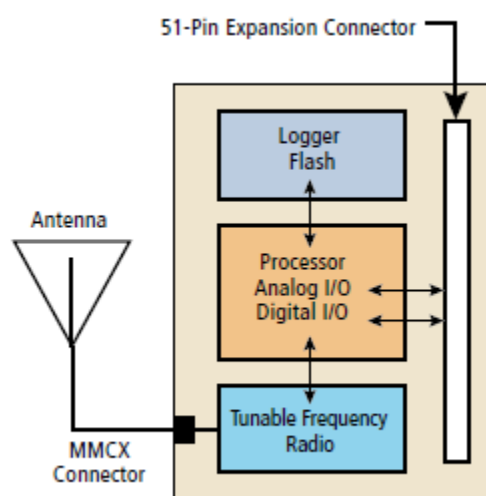 51-Pin Expansion Connector
Logger
Flash
Antenna
Processor
Analog I/O
Digital I/O
Tunable Frequency
Radio
MMCX
Connector